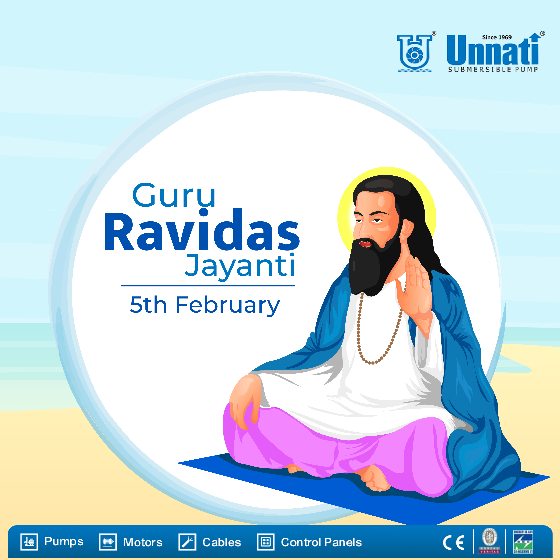 Since 1969
Unnati
SUBMERSIBLE PUMP
Guru
Ravidas
Jayanti
5th February
Pumps Motors Cables Control Panels CE